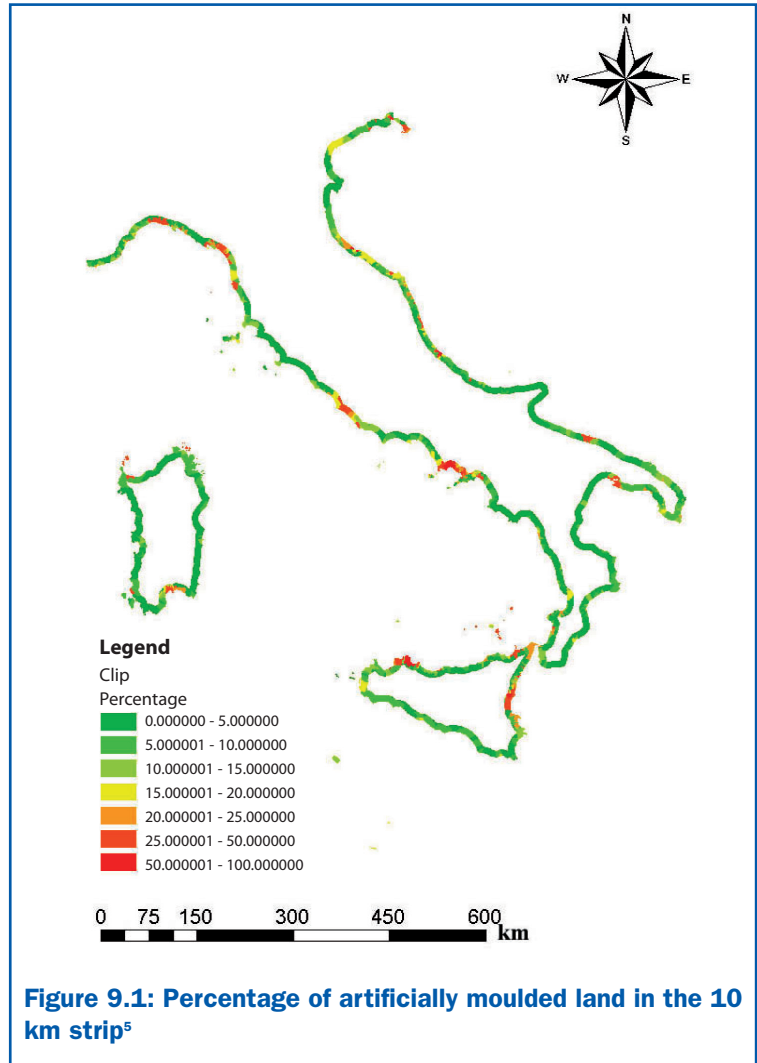 N
W E
S
Legend
Clip
Percentage
0.000000 - 5.000000
5.000001 - 10.000000
10.000001 - 15.000000
15.000001 - 20.000000
20.000001 - 25.000000
25.000001 - 50.000000
50.000001 - 100.000000
0 75 150 300 450 600
km
Figure 9.1: Percentage of artificially moulded land in the 10
km strip⁵